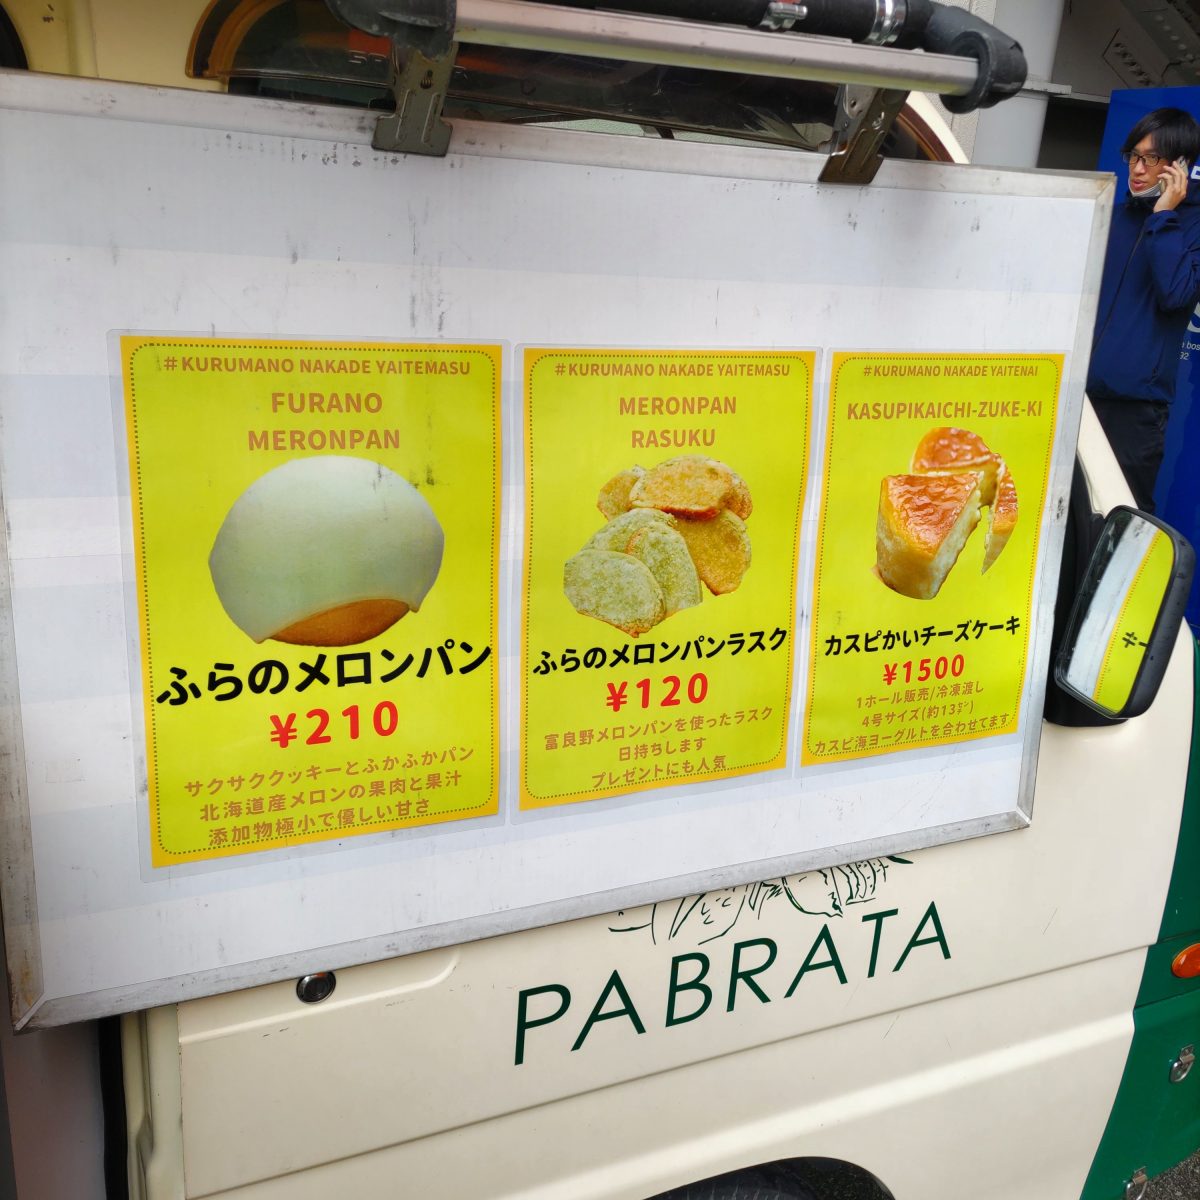 #KURUMANO NAKADE YAITEMASU
FURANO
MERONPAN
ふらのメロンパン
¥210
サクサククッキーとふかふかパン
北海道産メロンの果肉と果汁
添加物極小で優しい甘さ
#KURUMANO NAKADE YAITEMASU
MERONPAN
RASUKU
ふらのメロンパンラスク
¥120
富良野メロンパンを使ったラスク
日持ちします
プレゼントにも人気
#KURUMANO NAKADE YAITENAI
KASUPIKAICHI-ZUKE-KI
カスピかいチーズケーキ
¥1500
1ホール販売/冷凍渡し
4号サイズ(約13㌢)
カスピ海ヨーグルトを合わせてます
PABRATA